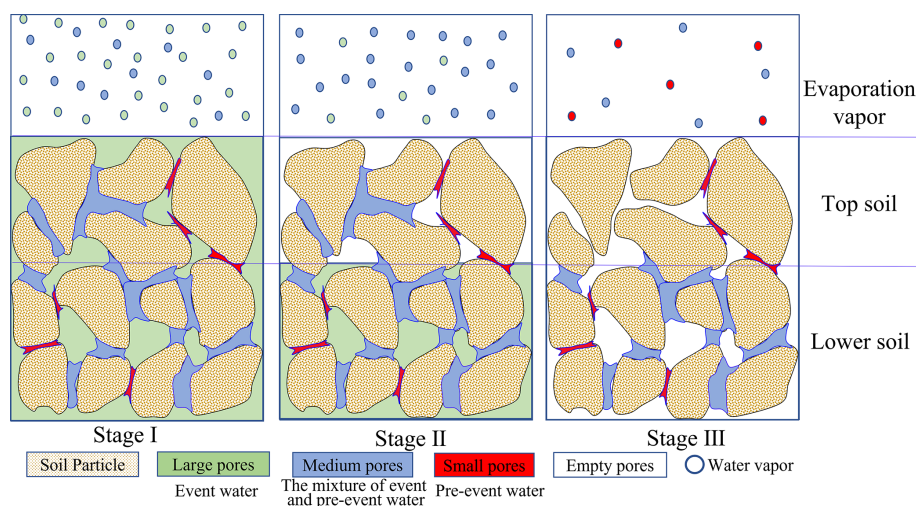 Evaporation
vapor
Top soil
Lower soil
Stage I
Stage II
Stage III
Soil Particle
Large pores
Medium pores
Small pores
Empty pores
Water vapor
Event water
The mixture of event
and pre-event water
Pre-event water